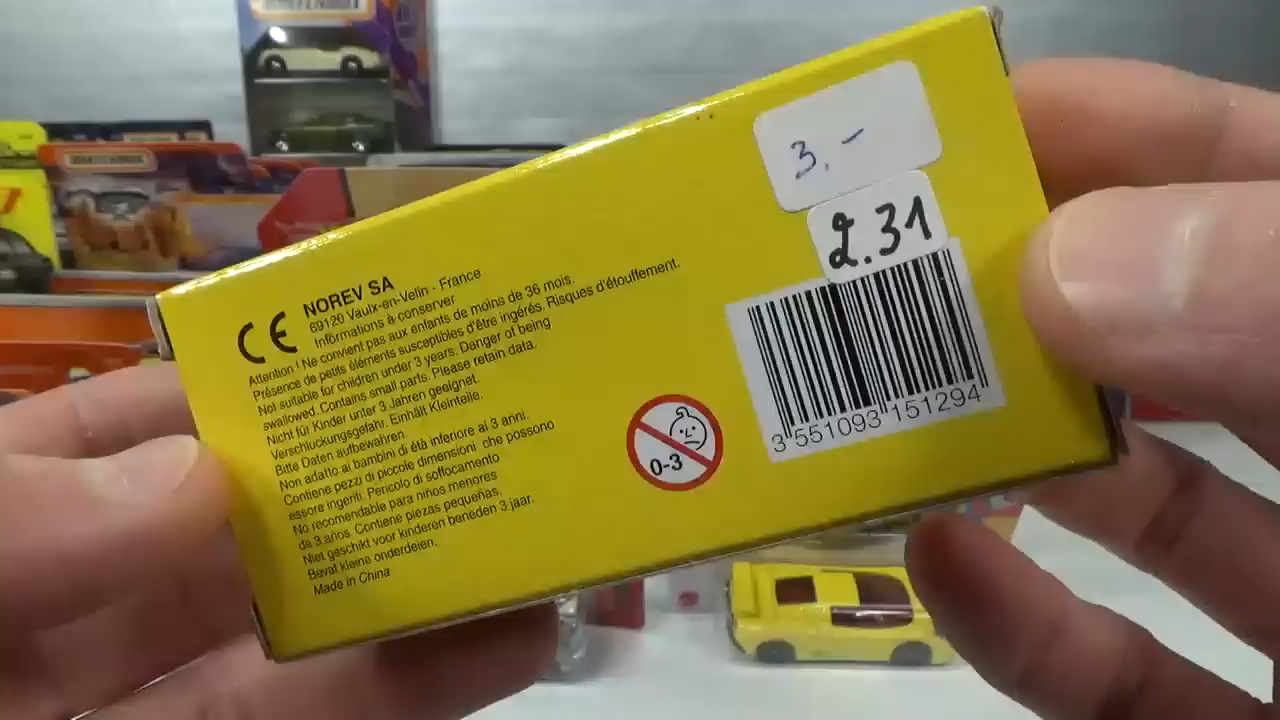 NOREV SA
69120 Vaulx-en-Velin - France
Informations à conserver
Attention ! Ne convient pas aux enfants de moins de 36 mois.
Présence de petits éléments susceptibles d'être ingérés. Risques d'étouffement.
Not suitable for children under 3 years. Danger of being
swallowed. Contains small parts. Please retain data.
Nicht für Kinder unter 3 Jahren geeignet.
Verschluckungsgefahr. Einhält Kleinteile.
Bitte Daten aufbewahren.
Non adatto ai bambini di età inferiore ai 3 anni.
Contiene pezzi di piccole dimensioni che possono
essore ingeriti. Pericolo di soffocamento
No recomendable para niños menores
de 3 años. Contiene piézas pequeñas.
Niet geschikt voor kinderen beneden 3 jaar.
Bevat kleine onderdelen.
Made in China
CE
0-3
3,-
2.31
3 551093 151294